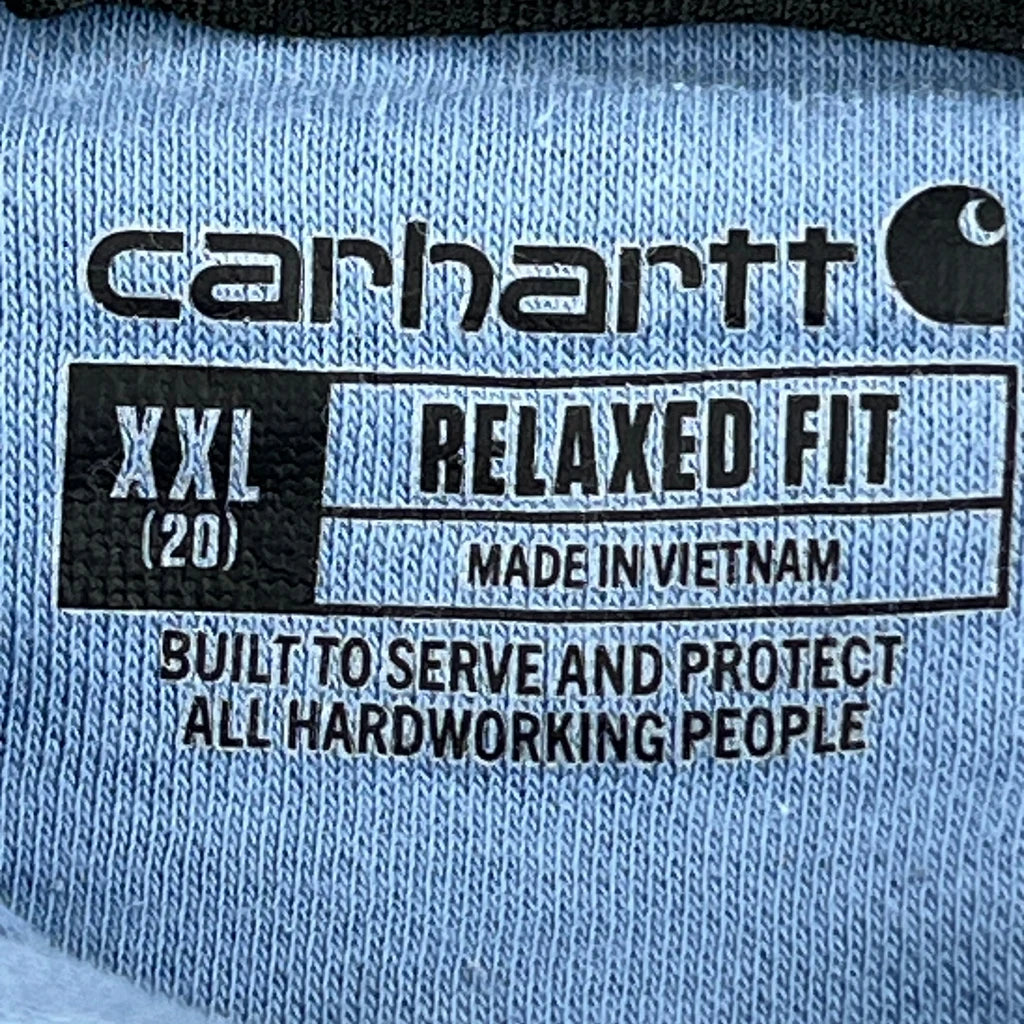 carhartt
XXL
(20)
RELAXED FIT
MADE IN VIETNAM
BUILT TO SERVE AND PROTECT
ALL HARDWORKING PEOPLE